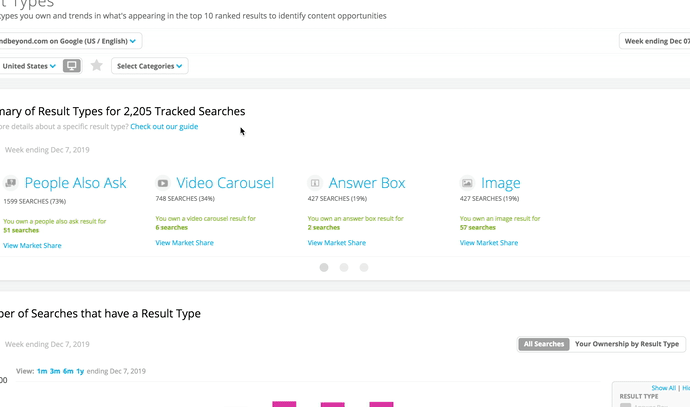 t Types
types you own and trends in what's appearing in the top 10 ranked results to identify content opportunities
ndbeyond.com on Google (US / English)
Week ending Dec 07
United States
Select Categories
mary of Result Types for 2,205 Tracked Searches
ore details about a specific result type? Check out our guide
Week ending Dec 7, 2019
People Also Ask
1599 SEARCHES (73%)
You own a people also ask result for
51 searches
View Market Share
Video Carousel
748 SEARCHES (34%)
You own a video carousel result for
6 searches
View Market Share
Answer Box
427 SEARCHES (19%)
You own an answer box result for
2 searches
View Market Share
Image
427 SEARCHES (19%)
You own an image result for
57 searches
View Market Share
ber of Searches that have a Result Type
Week ending Dec 7, 2019
All Searches
Your Ownership by Result Type
View: 1m 3m 6m 1y ending Dec 7, 2019
00
Show All | Hi
RESULT TYPE